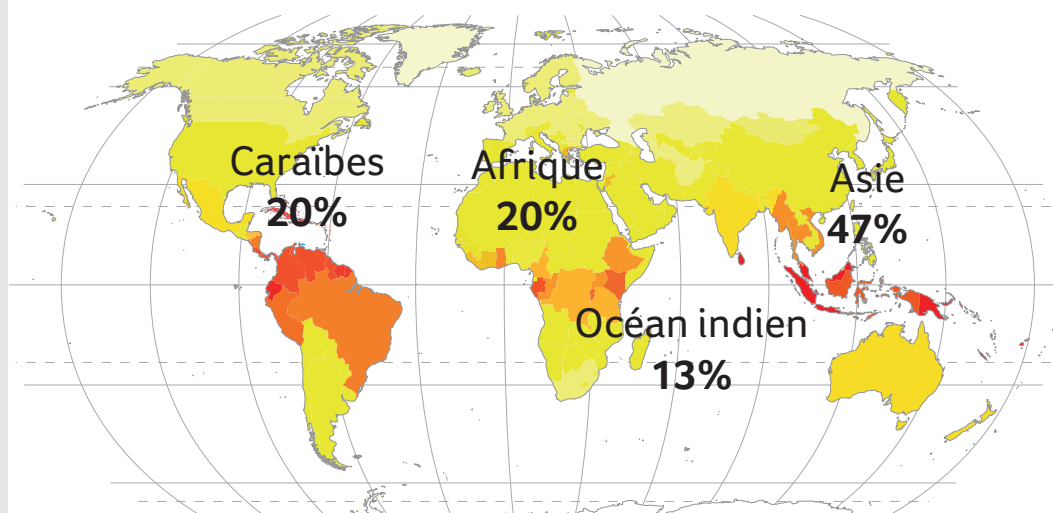 Caraïbes
20%
Afrique
20%
Asie
47%
Océan indien
13%